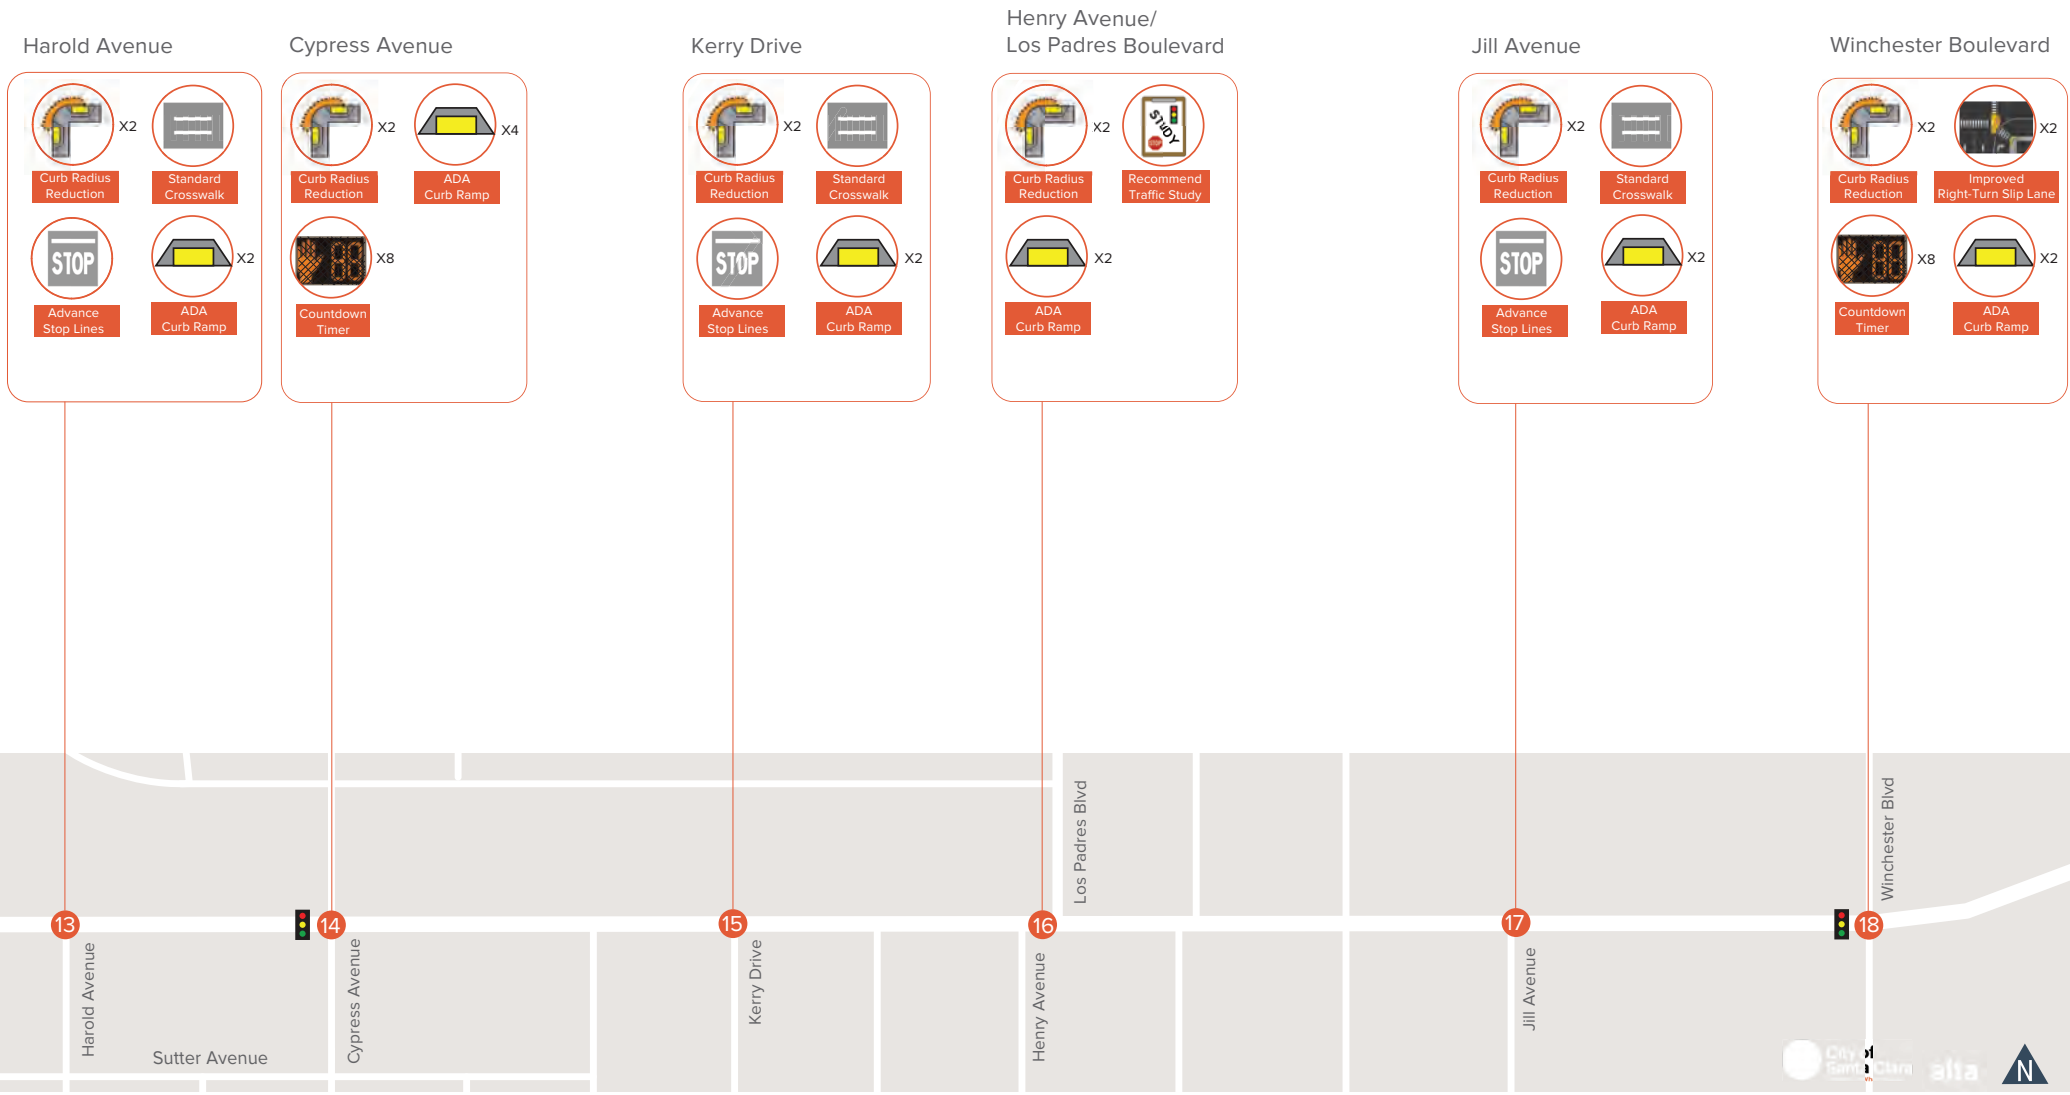 Harold Avenue
Curb Radius
Reduction
X2
Standard
Crosswalk
STOP
Advance
Stop Lines
ADA
Curb Ramp
X2
Cypress Avenue
Curb Radius
Reduction
X2
ADA
Curb Ramp
X4
Countdown
Timer
X8
Kerry Drive
Curb Radius
Reduction
X2
Standard
Crosswalk
STOP
Advance
Stop Lines
ADA
Curb Ramp
X2
Henry Avenue/
Los Padres Boulevard
Curb Radius
Reduction
X2
STUDY
STOP
Recommend
Traffic Study
ADA
Curb Ramp
X2
Jill Avenue
Curb Radius
Reduction
X2
Standard
Crosswalk
STOP
Advance
Stop Lines
ADA
Curb Ramp
X2
Winchester Boulevard
Curb Radius
Reduction
X2
Improved
Right-Turn Slip Lane
X2
Countdown
Timer
X8
ADA
Curb Ramp
X2
Los Padres Blvd
Winchester Blvd
13
14
15
16
17
18
Harold Avenue
Cypress Avenue
Kerry Drive
Henry Avenue
Jill Avenue
Sutter Avenue
City of
Santa Clara
alta
N